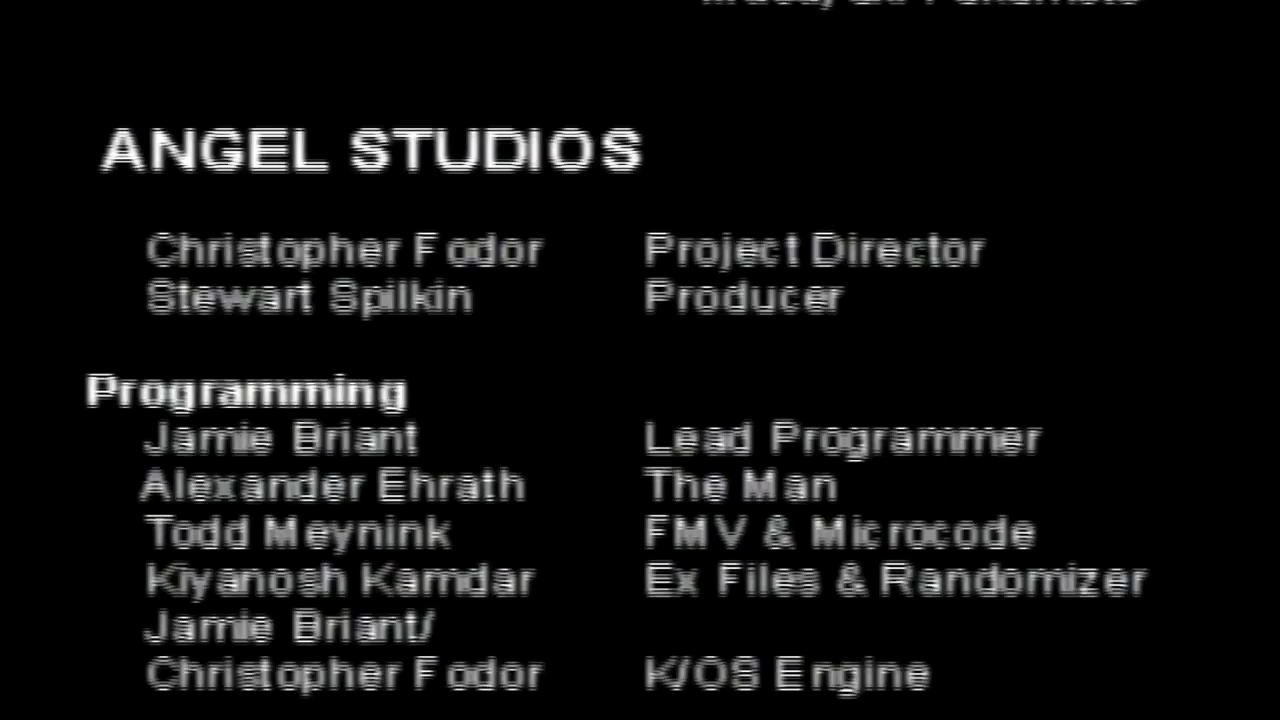 ANGEL STUDIOS
Christopher Fodor Project Director
Stewart Spilkin Producer
Programming
Jamie Briant Lead Programmer
Alexander Ehrath The Man
Todd Meynink FMV & Microcode
Kiyanosh Kamdar Ex Files & Randomizer
Jamie Briant/
Christopher Fodor K/OS Engine